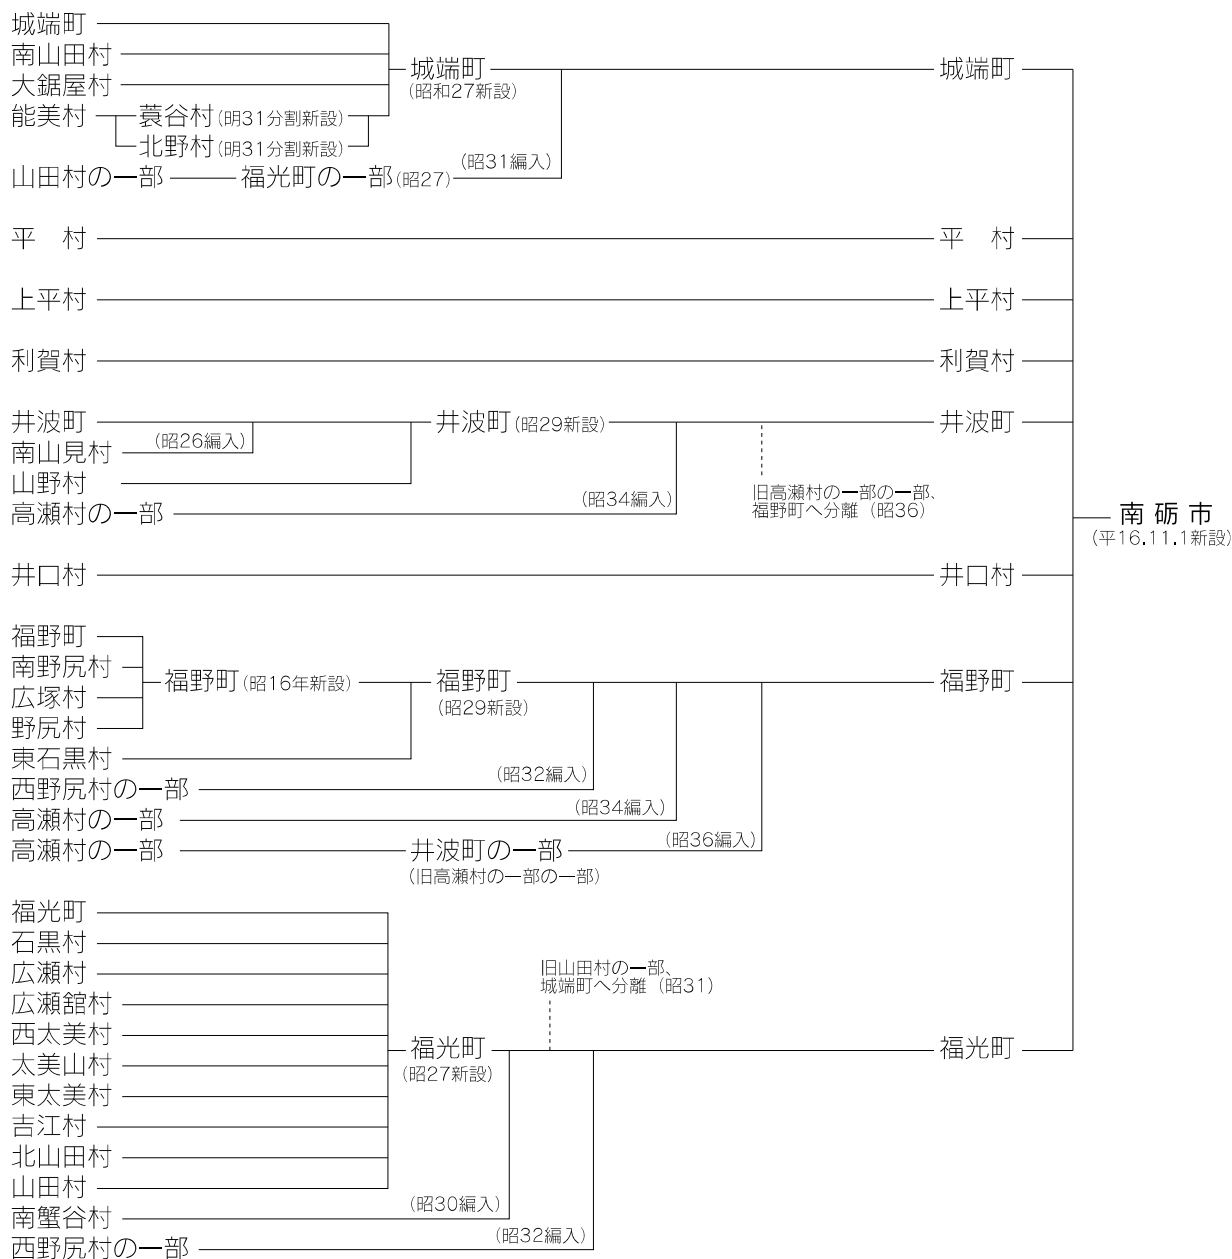 城端町
南山田村
大鋸屋村
能美村
蓑谷村(明31分割新設)
北野村(明31分割新設)
城端町
(昭和27新設)
城端町
山田村の一部
福光町の一部(昭27)
(昭31編入)
平　村
平　村
上平村
上平村
利賀村
利賀村
井波町
南山見村
(昭26編入)
山野村
高瀬村の一部
井波町(昭29新設)
(昭34編入)
旧高瀬村の一部の一部、
福野町へ分離（昭36）
井波町
南砺市
(平16.11.1新設)
井口村
井口村
福野町
南野尻村
広塚村
野尻村
福野町(昭16年新設)
東石黒村
福野町
(昭29新設)
福野町
西野尻村の一部
(昭32編入)
高瀬村の一部
(昭34編入)
高瀬村の一部
井波町の一部
(旧高瀬村の一部の一部)
(昭36編入)
福光町
石黒村
広瀬村
広瀬舘村
西太美村
太美山村
東太美村
吉江村
北山田村
山田村
福光町
(昭27新設)
旧山田村の一部、
城端町へ分離（昭31）
福光町
南蟹谷村
(昭30編入)
西野尻村の一部
(昭32編入)